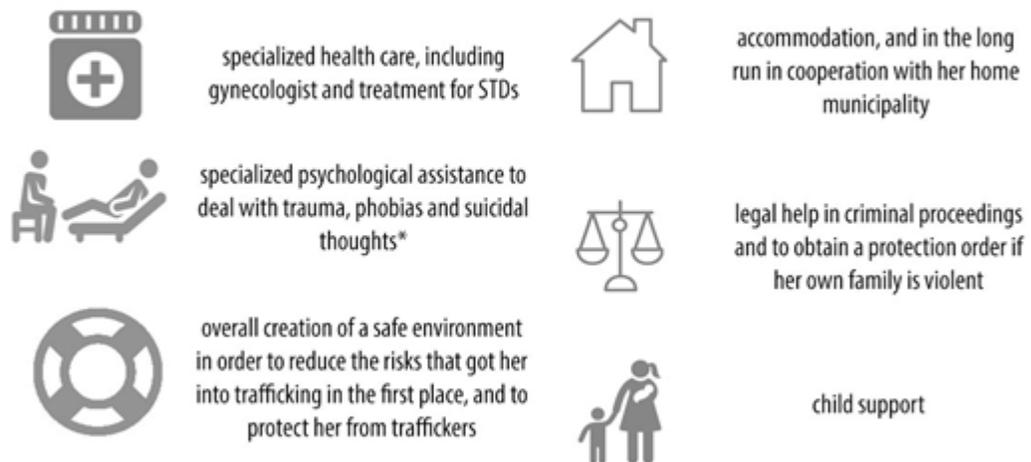 specialized health care, including
gynecologist and treatment for STDs
specialized psychological assistance to
deal with trauma, phobias and suicidal
thoughts*
overall creation of a safe environment
in order to reduce the risks that got her
into trafficking in the first place, and to
protect her from traffickers
accommodation, and in the long
run in cooperation with her home
municipality
legal help in criminal proceedings
and to obtain a protection order if
her own family is violent
child support